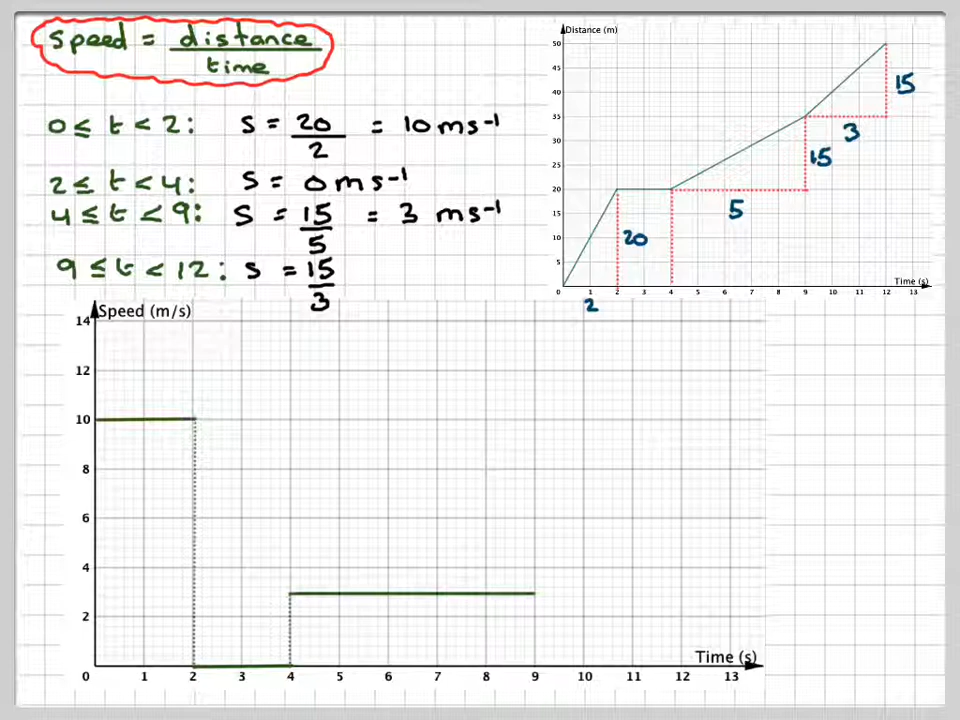 speed = distance
time
0 ≤ t < 2: S = 20 = 10 ms⁻¹
2
2 ≤ t < 4: S = 0 ms⁻¹
4 ≤ t < 9: S = 15 = 3 ms⁻¹
5
9 ≤ t < 12: S = 15
3
Distance (m)
50
45
40
35
30
25
20
15
10
5
0 1 2 3 4 5 6 7 8 9 10 11 12 13
Time (s)
15
3
15
5
20
2
Speed (m/s)
14
12
10
8
6
4
2
Time (s)
0 1 2 3 4 5 6 7 8 9 10 11 12 13